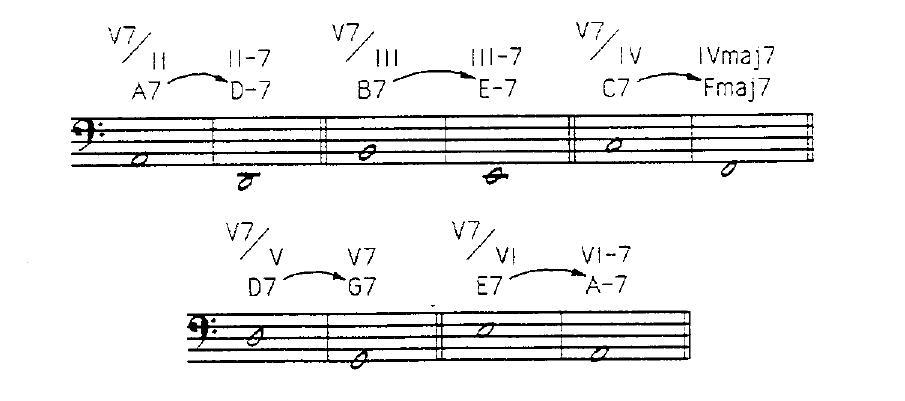 V7/II II-7 V7/III III-7 V7/IV IVmaj7
A7 D-7 B7 E-7 C7 Fmaj7
V7/V V7 V7/VI VI-7
D7 G7 E7 A-7